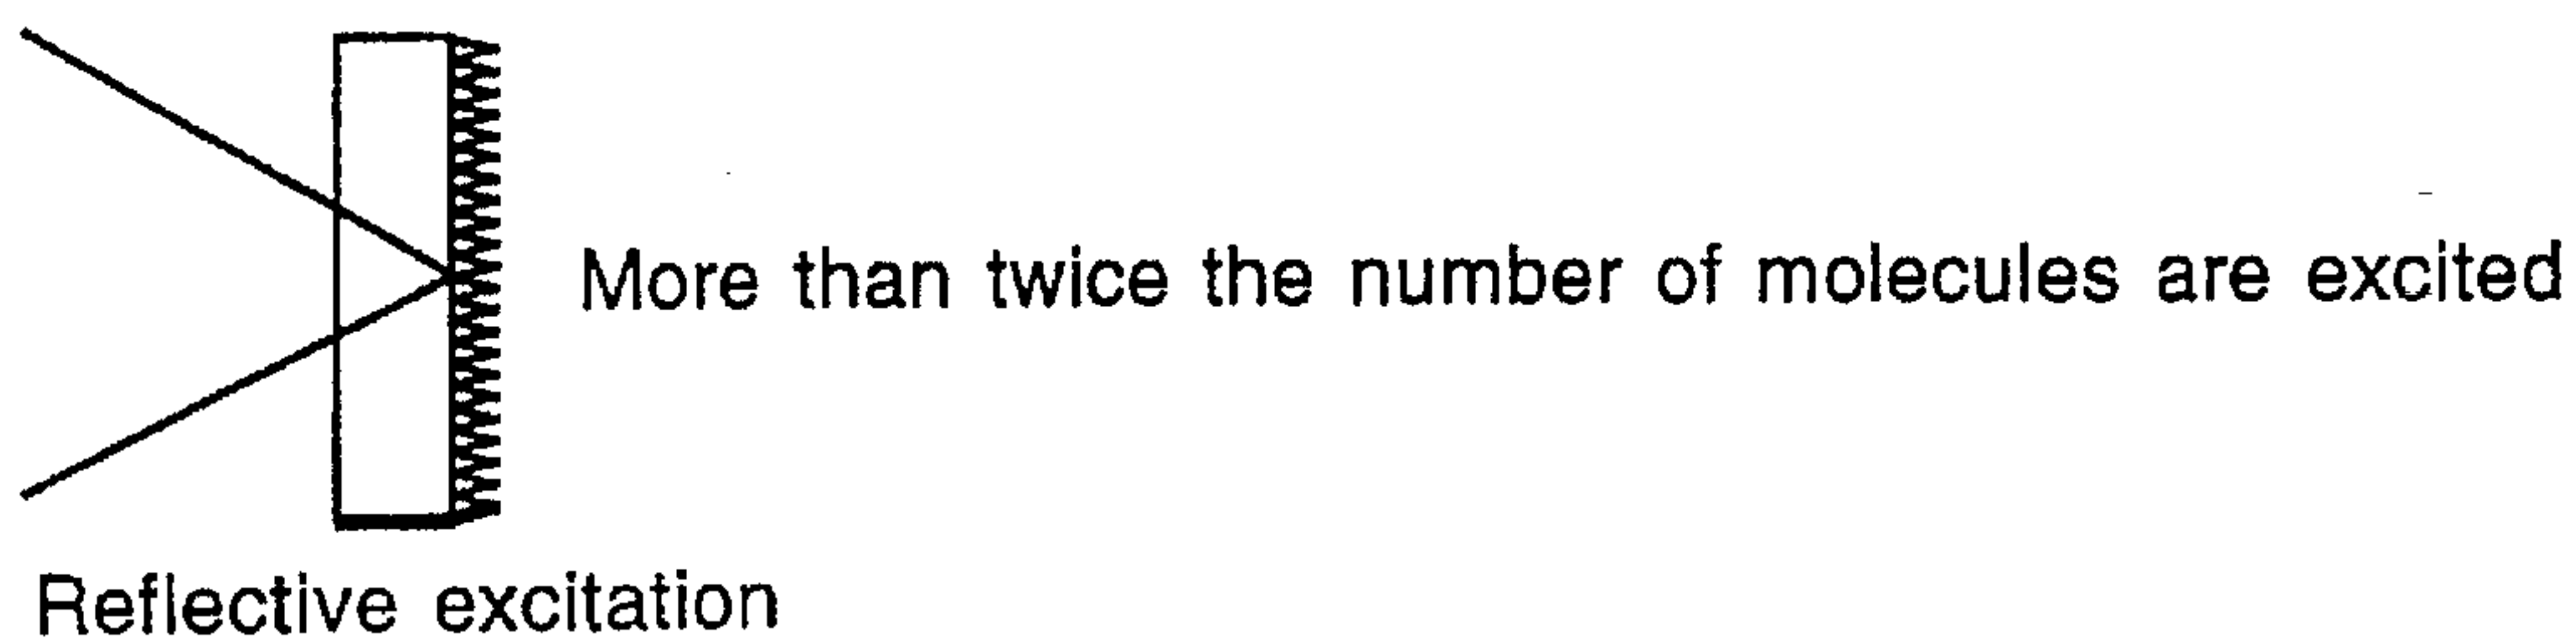 More than twice the number of molecules are excited
Reflective excitation